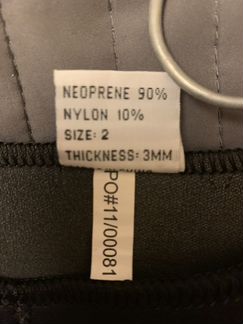 NEOPRENE 90%
NYLON 10%
SIZE: 2
THICKNESS: 3MM
PO#11/00081